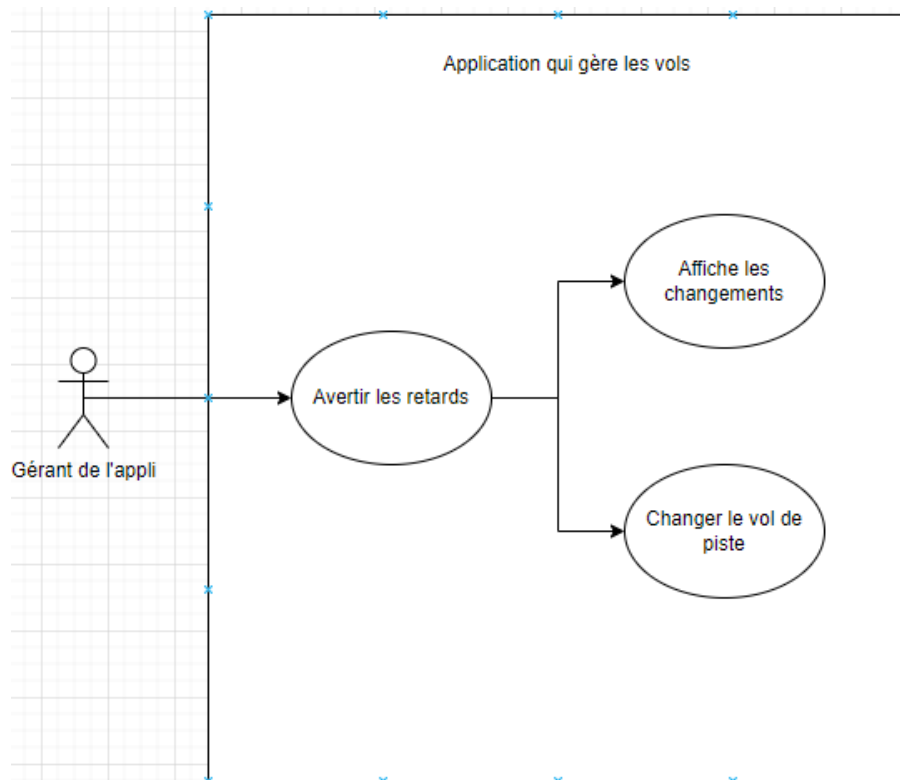 Application qui gère les vols
Affiche les
changements
Avertir les retards
Gérant de l'appli
Changer le vol de
piste